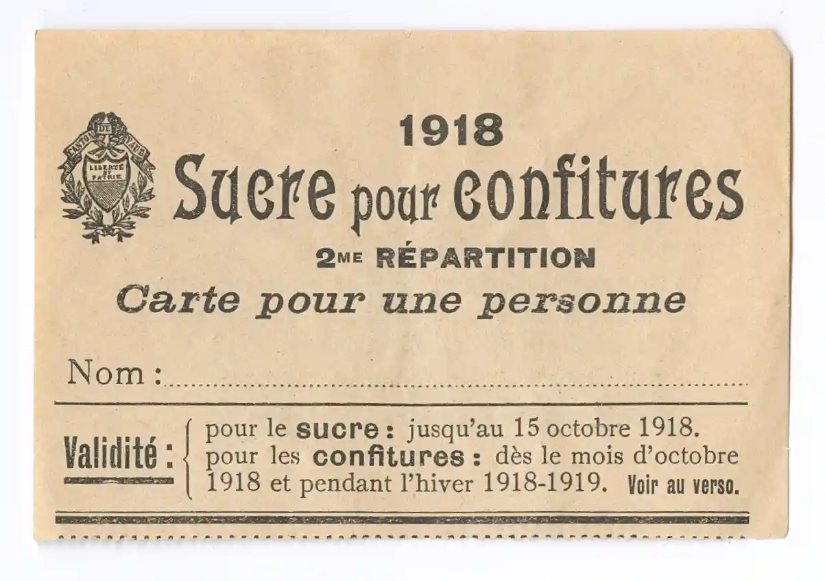 CANTON DE VAUD
LIBERTÉ
ET
PATRIE
1918
Sucre pour confitures
2ME RÉPARTITION
Carte pour une personne
Nom :
Validité :
pour le sucre : jusqu'au 15 octobre 1918.
pour les confitures : dès le mois d'octobre
1918 et pendant l'hiver 1918-1919. Voir au verso.